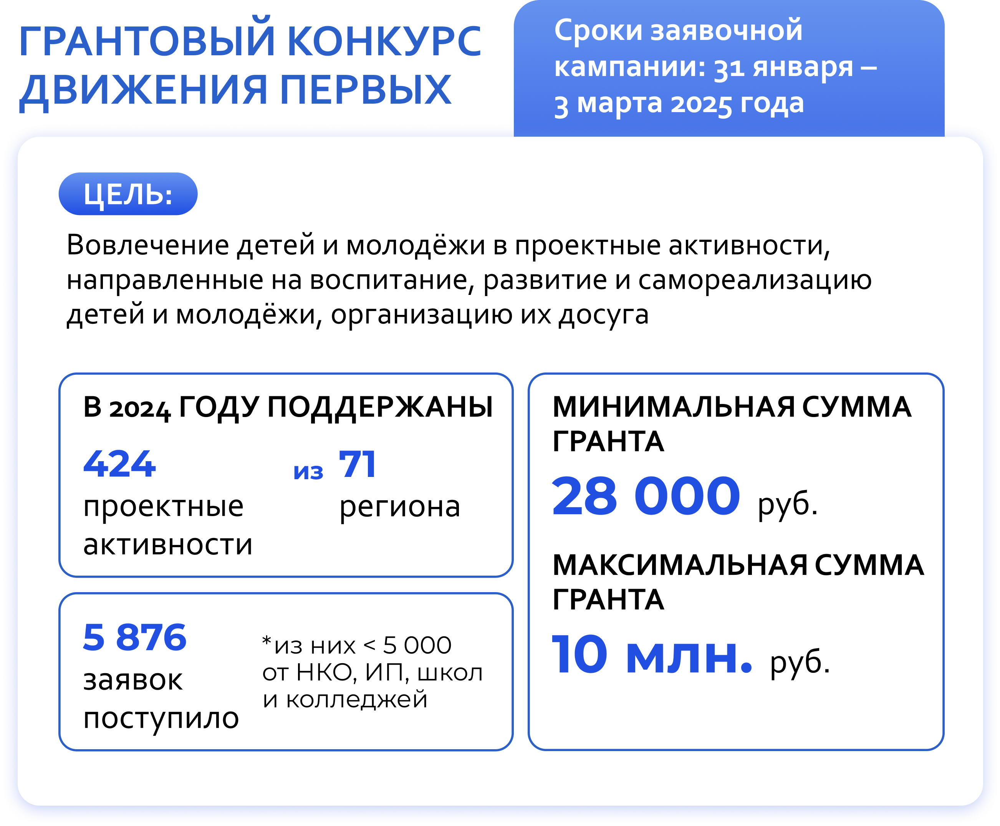 ГРАНТОВЫЙ КОНКУРС
ДВИЖЕНИЯ ПЕРВЫХ
Сроки заявочной
кампании: 31 января –
3 марта 2025 года
ЦЕЛЬ:
Вовлечение детей и молодёжи в проектные активности,
направленные на воспитание, развитие и самореализацию
детей и молодёжи, организацию их досуга
В 2024 ГОДУ ПОДДЕРЖАНЫ
424 из 71
проектные региона
активности
5 876
заявок
поступило
*из них < 5 000
от НКО, ИП, школ
и колледжей
МИНИМАЛЬНАЯ СУММА
ГРАНТА
28 000 руб.
МАКСИМАЛЬНАЯ СУММА
ГРАНТА
10 млн. руб.